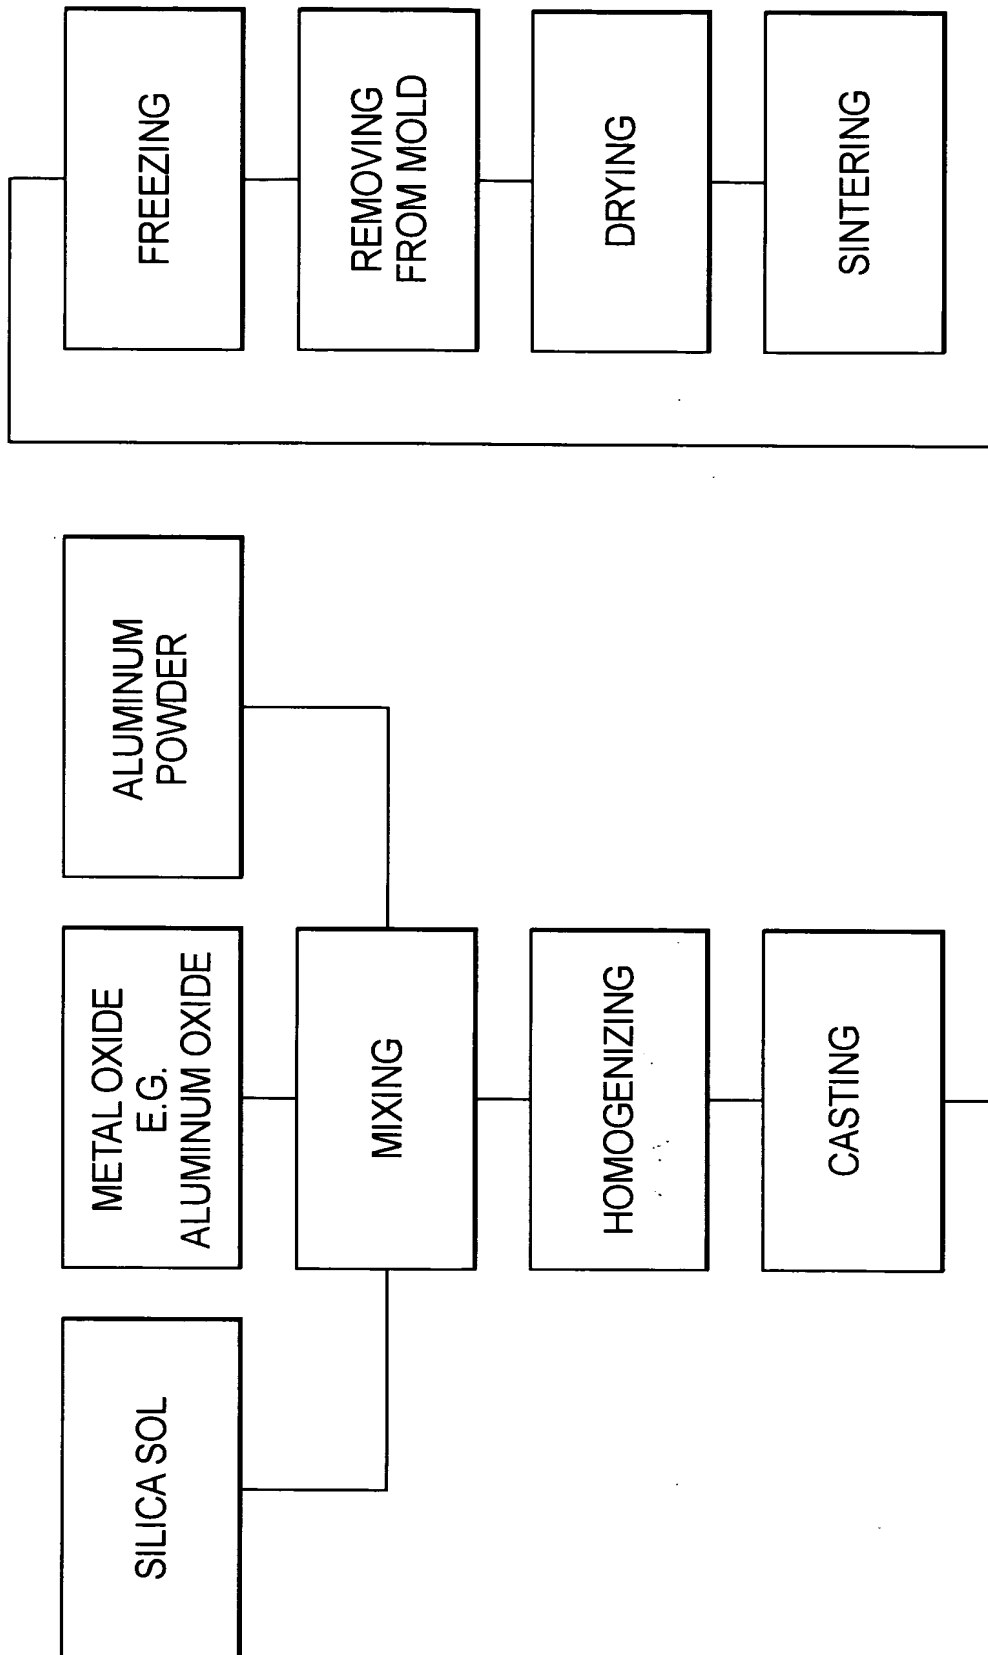 SILICA SOL
METAL OXIDE
E.G.
ALUMINUM OXIDE
ALUMINUM
POWDER
MIXING
HOMOGENIZING
CASTING
FREEZING
REMOVING
FROM MOLD
DRYING
SINTERING